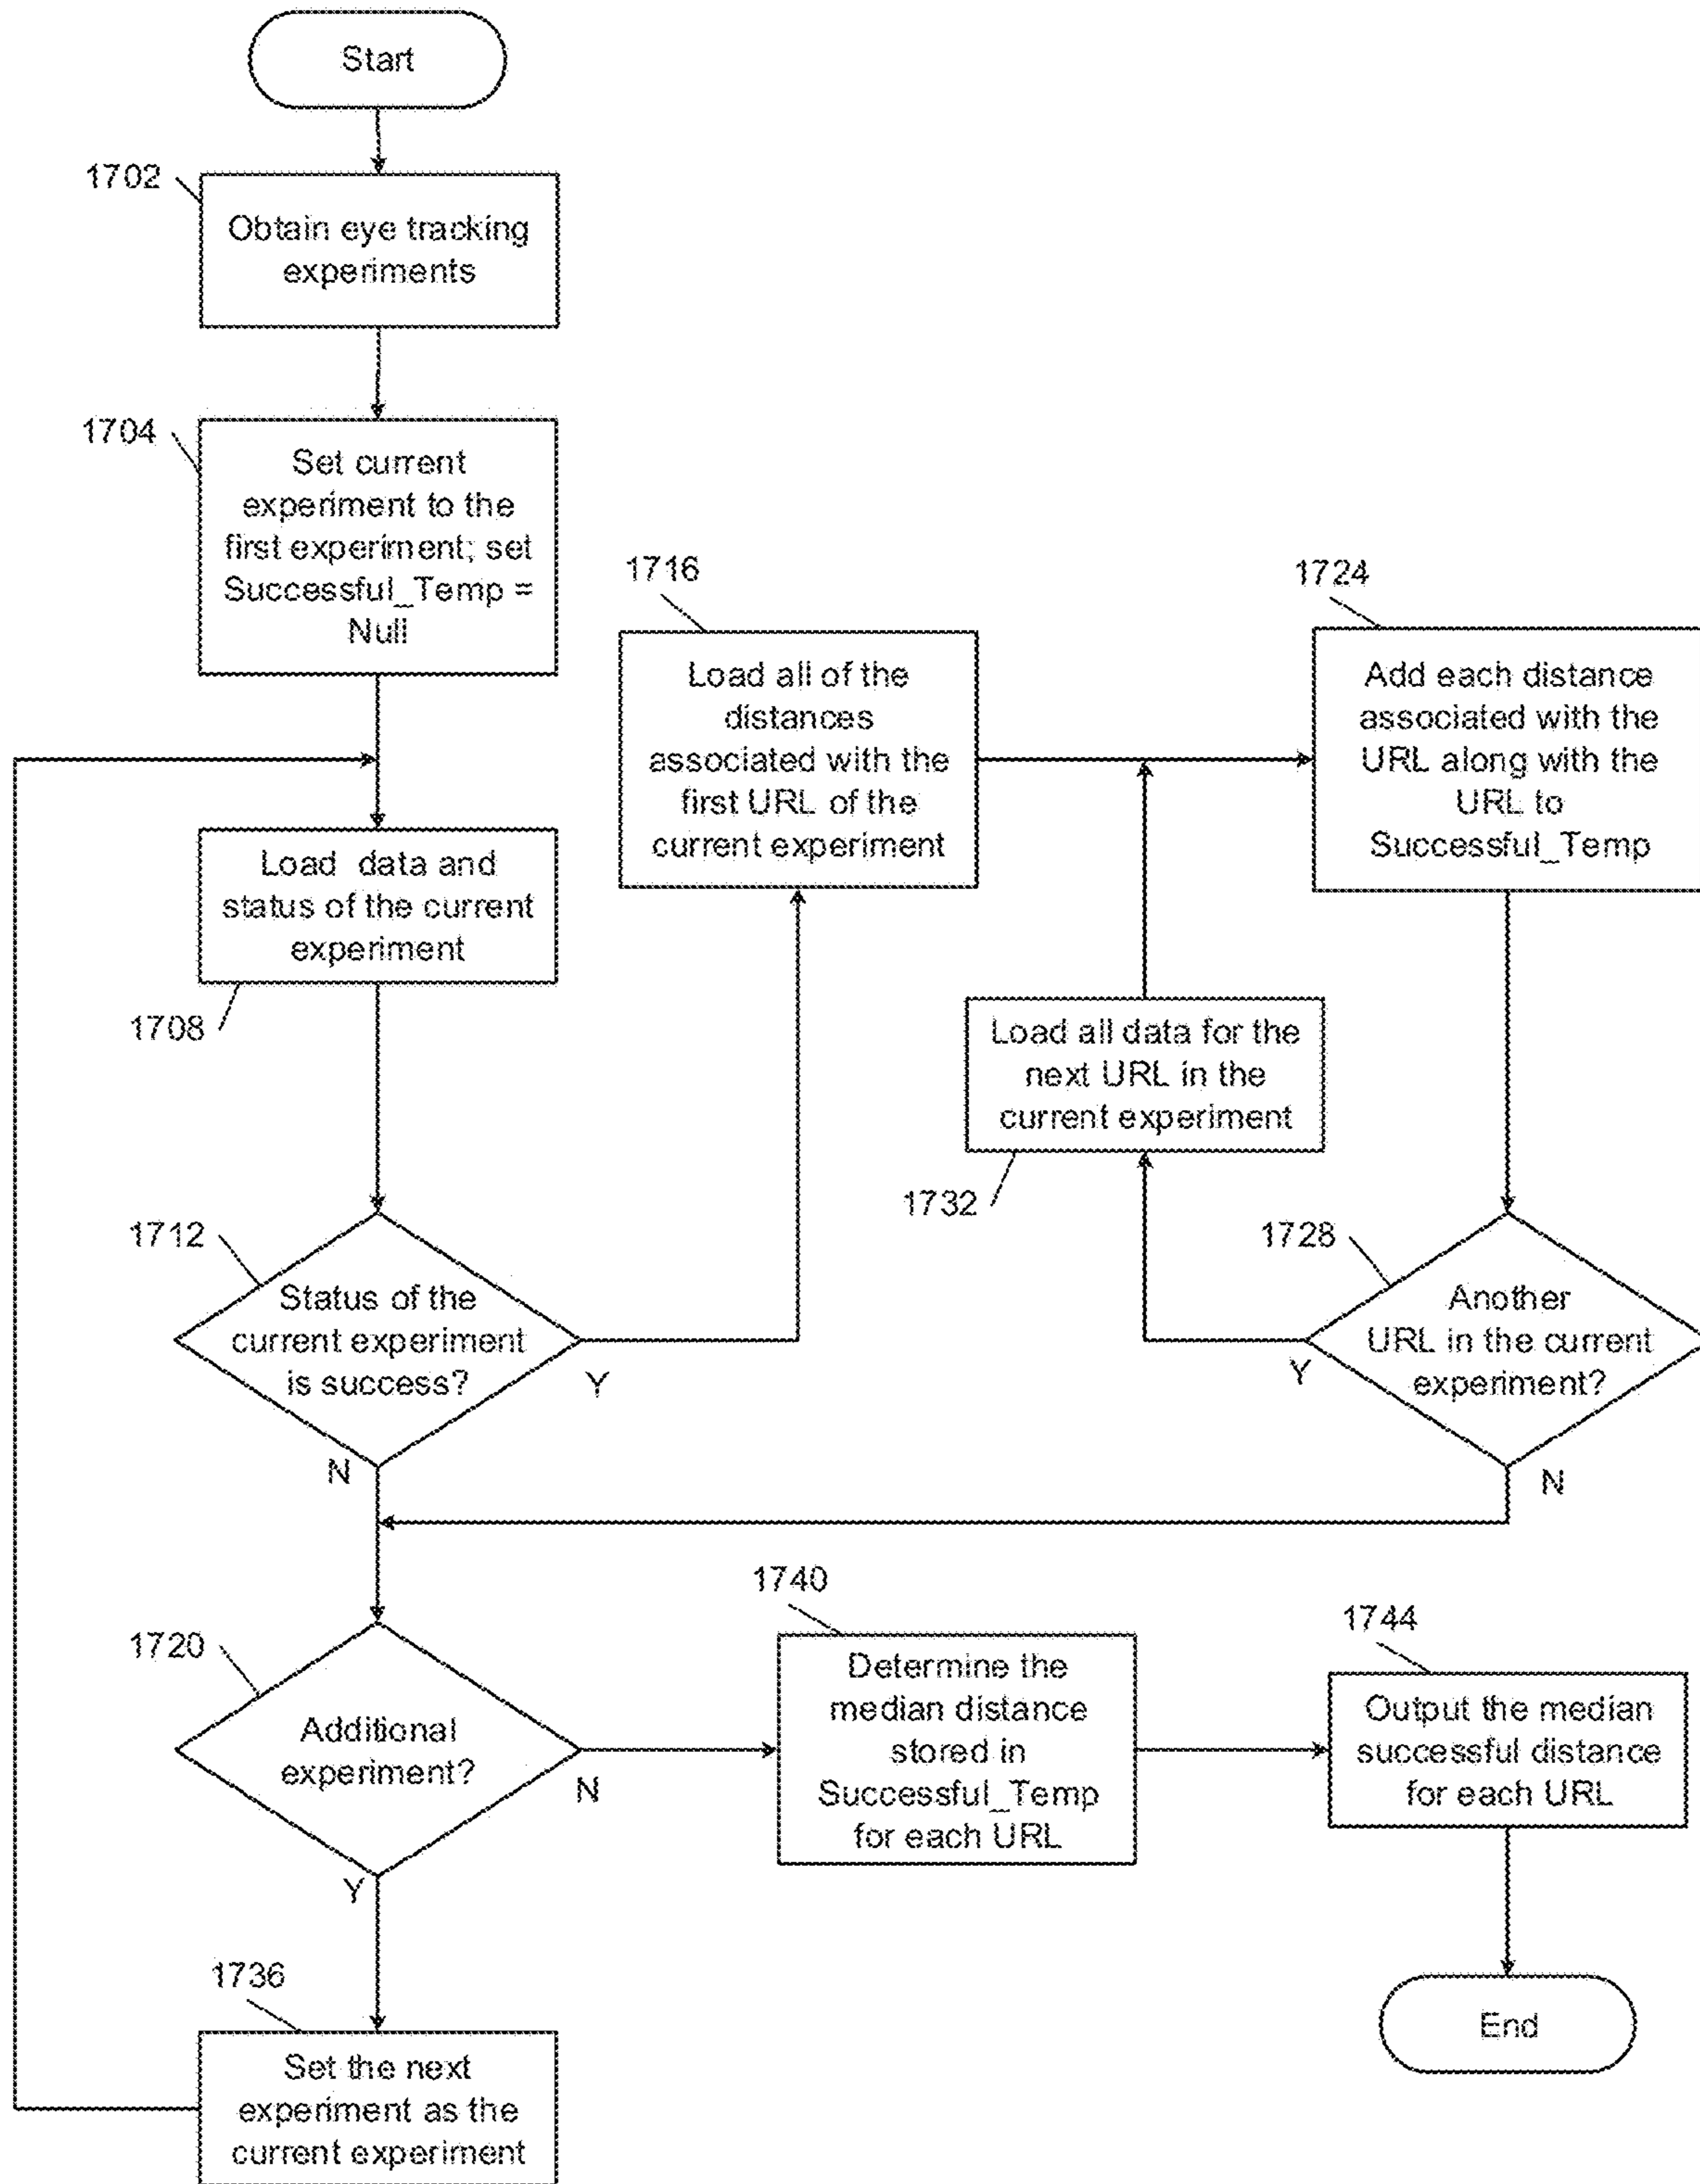 Start
1702
Obtain eye tracking
experiments
1704
Set current
experiment to the
first experiment; set
Successful_Temp =
Null
1716
Load all of the
distances
associated with the
first URL of the
current experiment
1724
Add each distance
associated with the
URL along with the
URL to
Successful_Temp
Load data and
status of the current
experiment
1708
Load all data for the
next URL in the
current experiment
1732
1712
Status of the
current experiment
is success?
Y
N
1728
Another
URL in the current
experiment?
Y
N
1720
Additional
experiment?
N
Y
1740
Determine the
median distance
stored in
Successful_Temp
for each URL
1744
Output the median
successful distance
for each URL
1736
Set the next
experiment as the
current experiment
End